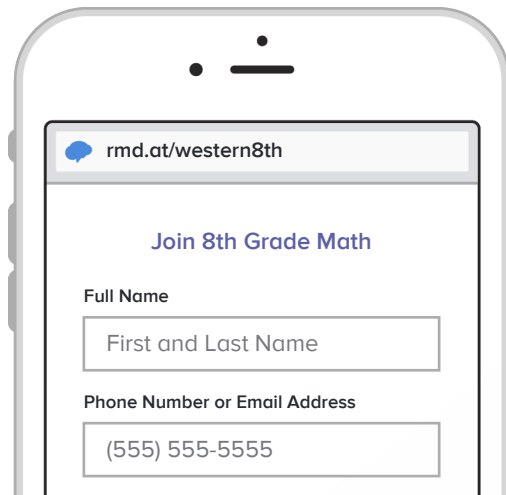 rmd.at/western8th
Join 8th Grade Math
Full Name
First and Last Name
Phone Number or Email Address
(555) 555-5555